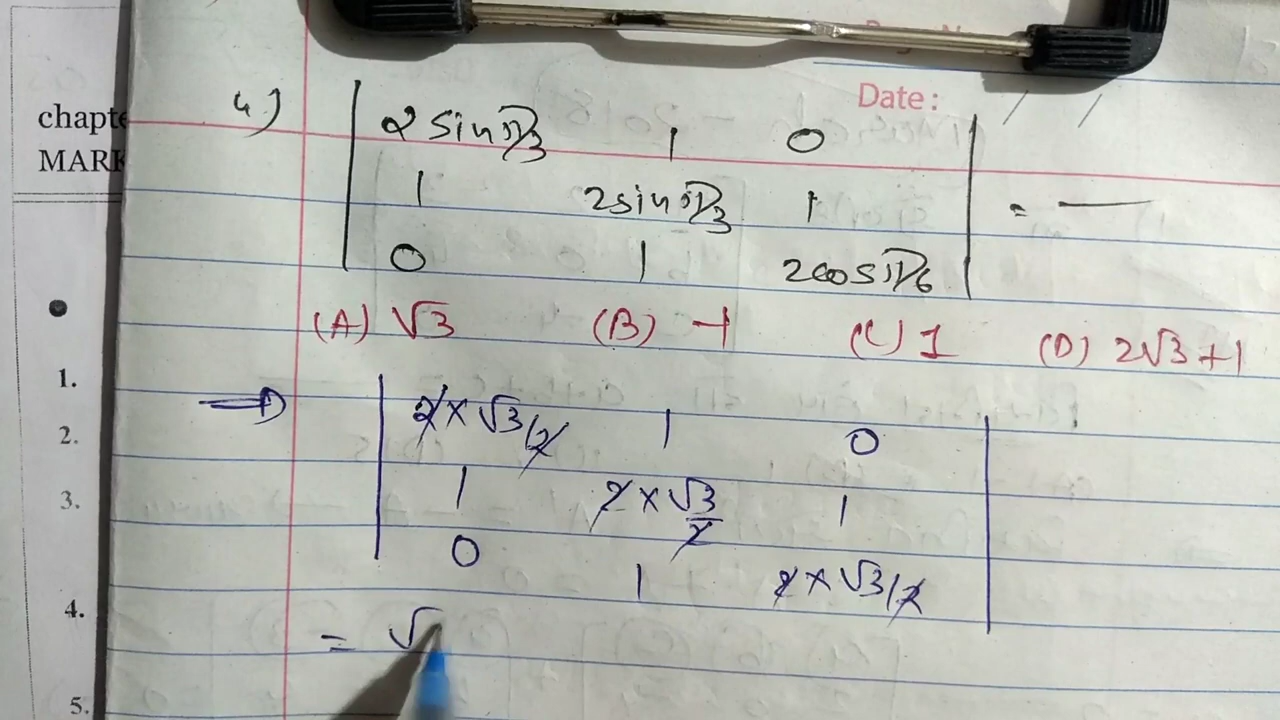 Date: / /
chapte
MARK
4) | 2 sin π/3 1 0 |
| 1 2 sin π/3 1 | = —
| 0 1 2 cos π/6 |
(A) √3 (B) -1 (C) 1 (D) 2√3 + 1
⇒ | 2 × √3/2 1 0 |
| 1 2 × √3/2 1 |
| 0 1 2 × √3/2 |
= √
1.
2.
3.
4.
5.